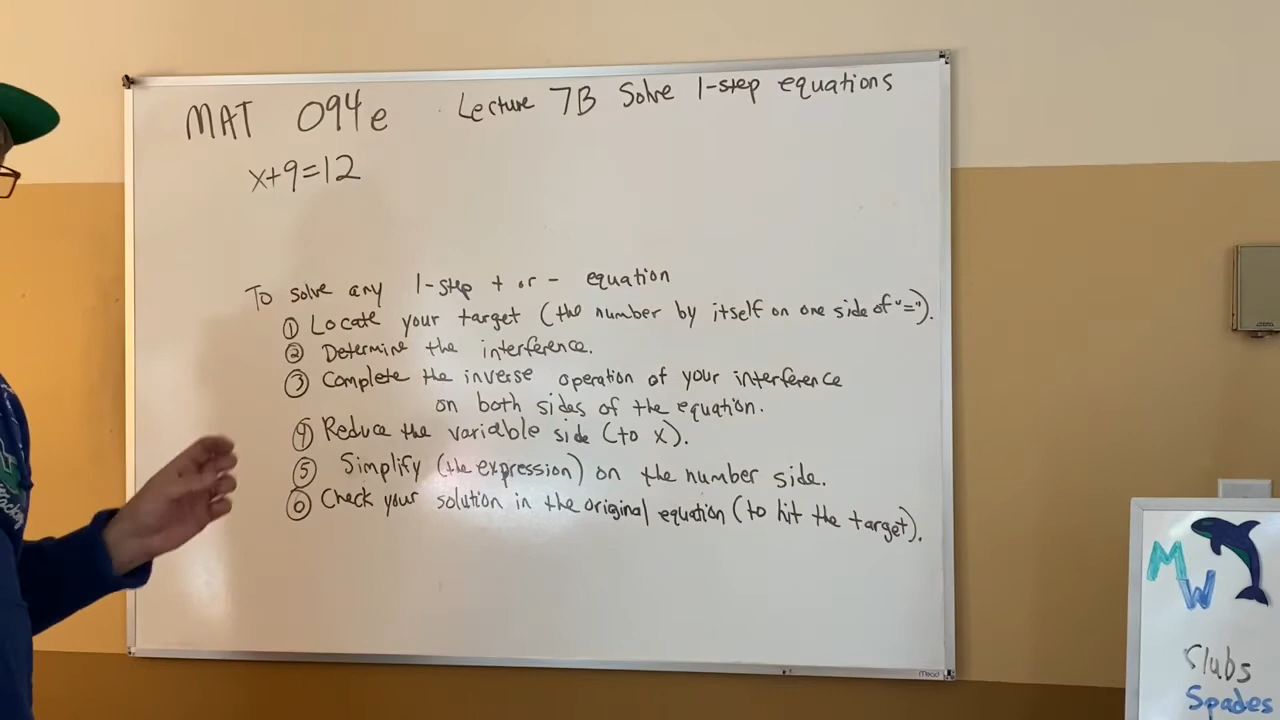 MAT 094e Lecture 7B Solve 1-step equations
x+9=12
To solve any 1-step + or - equation
① Locate your target (the number by itself on one side of "=").
② Determine the interference.
③ Complete the inverse operation of your interference
on both sides of the equation.
④ Reduce the variable side (to x).
⑤ Simplify (the expression) on the number side.
⑥ Check your solution in the original equation (to hit the target).
MW
Clubs
Spades